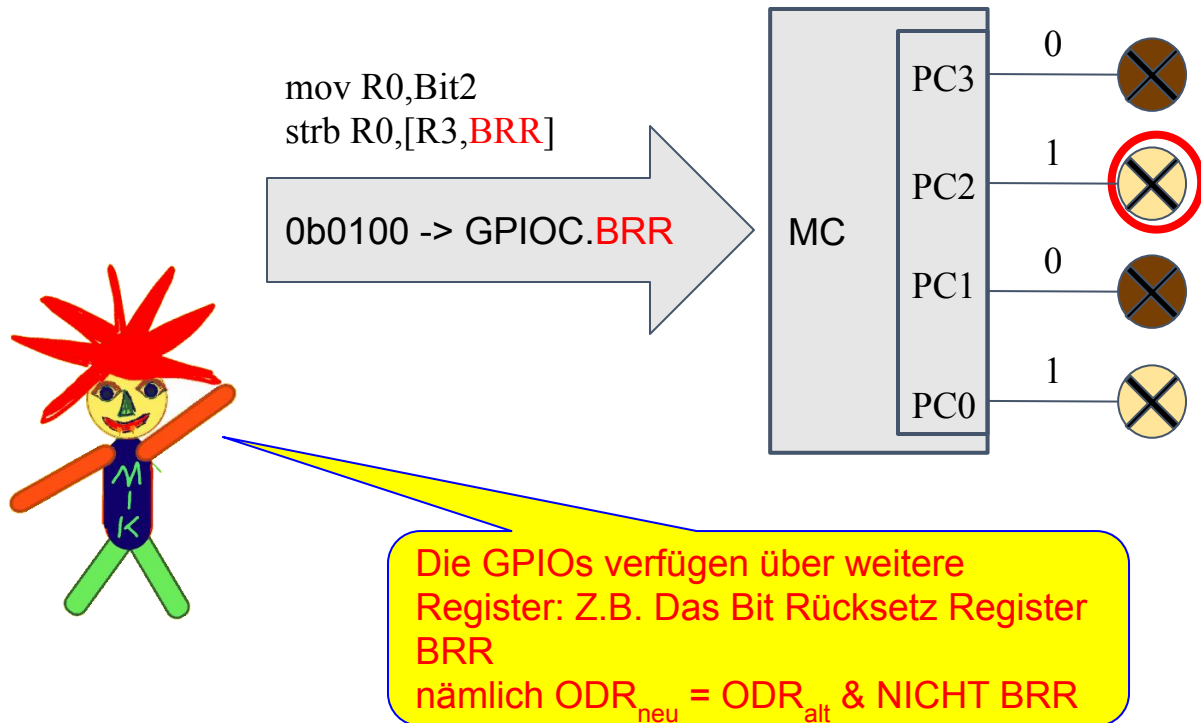 mov R0,Bit2
strb R0,[R3,BRR]
0b0100 -> GPIOC.BRR
MC
PC3
0
PC2
1
PC1
0
PC0
1
MIK
Die GPIOs verfügen über weitere
Register: Z.B. Das Bit Rücksetz Register
BRR
nämlich ODRneu = ODRalt & NICHT BRR